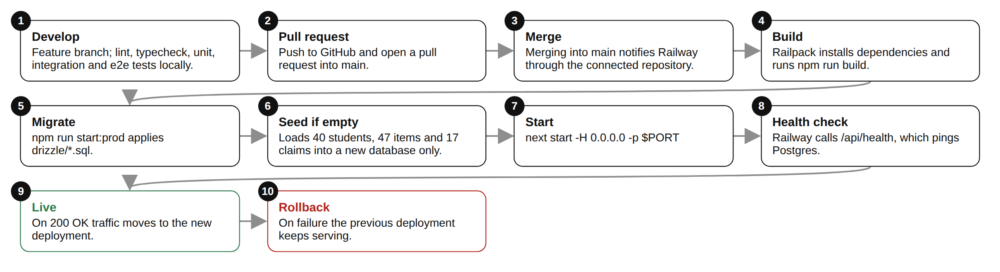 1
Develop
Feature branch; lint, typecheck, unit,
integration and e2e tests locally.
2
Pull request
Push to GitHub and open a pull
request into main.
3
Merge
Merging into main notifies Railway
through the connected repository.
4
Build
Railpack installs dependencies and
runs npm run build.
5
Migrate
npm run start:prod applies
drizzle/*.sql.
6
Seed if empty
Loads 40 students, 47 items and 17
claims into a new database only.
7
Start
next start -H 0.0.0.0 -p $PORT
8
Health check
Railway calls /api/health, which pings
Postgres.
9
Live
On 200 OK traffic moves to the new
deployment.
10
Rollback
On failure the previous deployment
keeps serving.